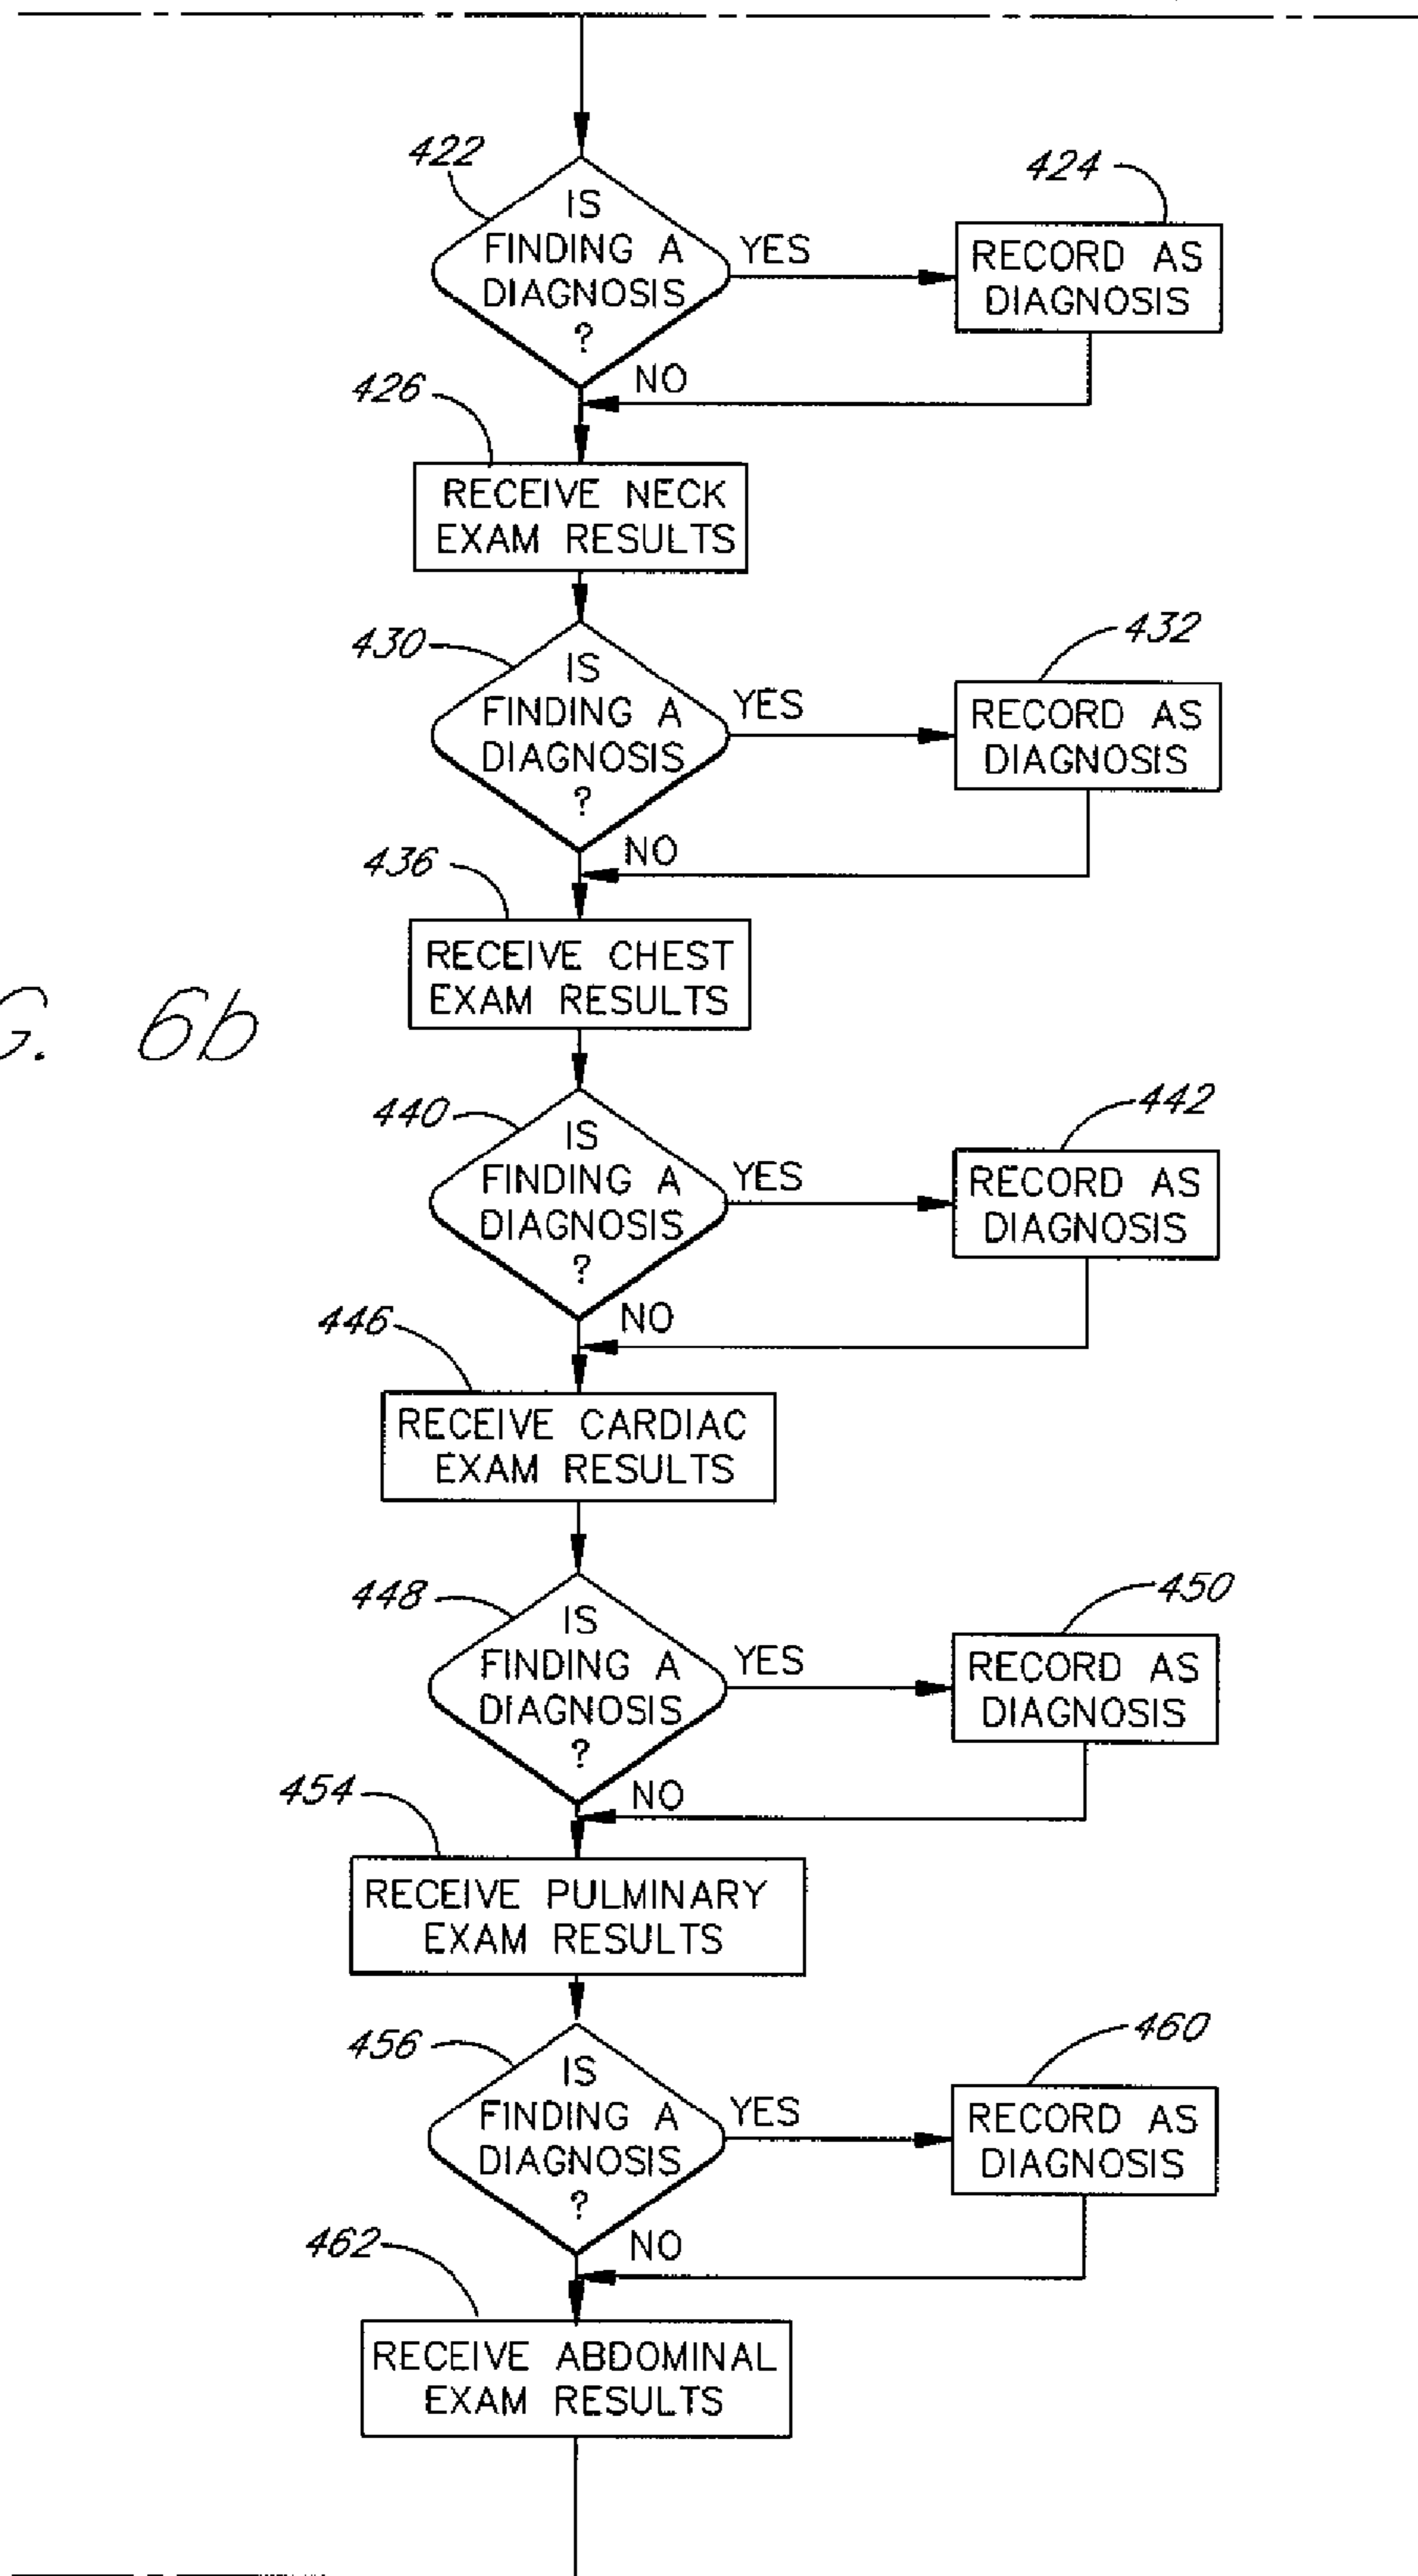 422
IS
FINDING A
DIAGNOSIS
?
YES
424
RECORD AS
DIAGNOSIS
NO
426
RECEIVE NECK
EXAM RESULTS
430
IS
FINDING A
DIAGNOSIS
?
YES
432
RECORD AS
DIAGNOSIS
NO
436
RECEIVE CHEST
EXAM RESULTS
G. 6b
440
IS
FINDING A
DIAGNOSIS
?
YES
442
RECORD AS
DIAGNOSIS
NO
446
RECEIVE CARDIAC
EXAM RESULTS
448
IS
FINDING A
DIAGNOSIS
?
YES
450
RECORD AS
DIAGNOSIS
NO
454
RECEIVE PULMINARY
EXAM RESULTS
456
IS
FINDING A
DIAGNOSIS
?
YES
460
RECORD AS
DIAGNOSIS
NO
462
RECEIVE ABDOMINAL
EXAM RESULTS